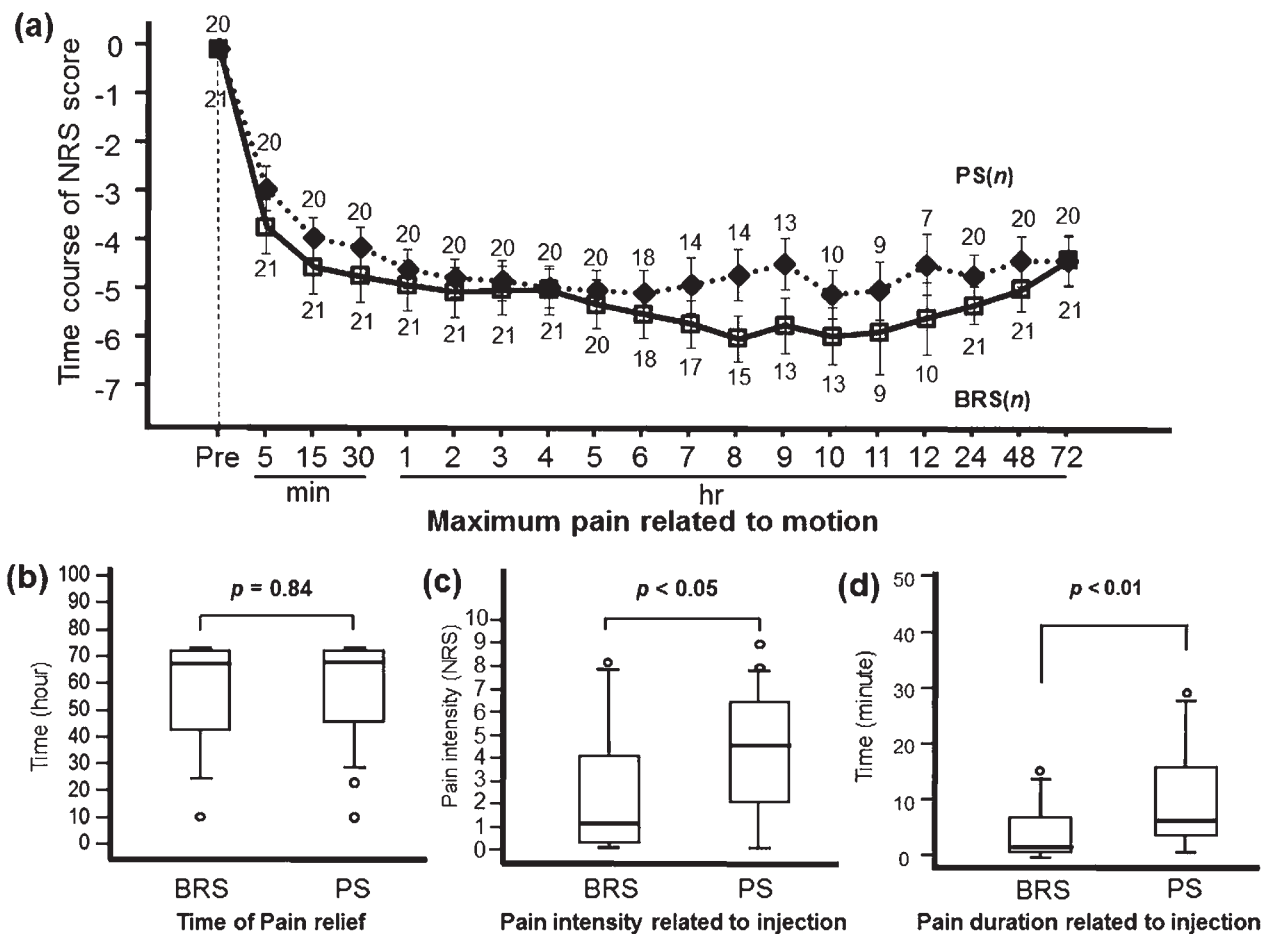 (a)
Time course of NRS score
0
-1
-2
-3
-4
-5
-6
-7
20
21
20 20 20 20 20 20 20 20 18 14 14 13 10 9 7 20 20 20
21 21 21 21 21 21 21 20 18 17 15 13 13 9 10 21 21 21
PS(n)
BRS(n)
Pre 5 15 30 1 2 3 4 5 6 7 8 9 10 11 12 24 48 72
min hr
Maximum pain related to motion
(b)
Time (hour)
100
90
80
70
60
50
40
30
20
10
0
p = 0.84
BRS PS
Time of Pain relief
(c)
Pain intensity (NRS)
10
9
8
7
6
5
4
3
2
1
0
p < 0.05
BRS PS
Pain intensity related to injection
(d)
Time (minute)
50
40
30
20
10
0
p < 0.01
BRS PS
Pain duration related to injection